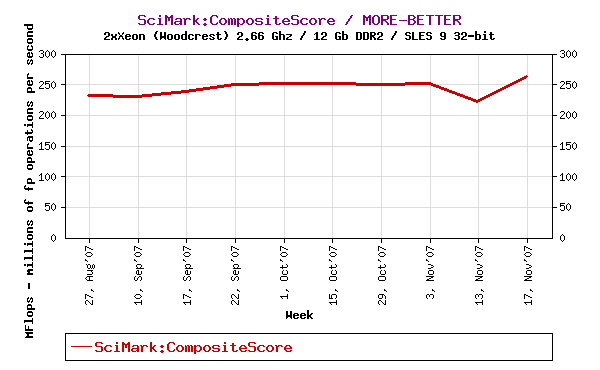 SciMark:CompositeScore / MORE-BETTER
2xXeon (Woodcrest) 2.66 Ghz / 12 Gb DDR2 / SLES 9 32-bit
MFlops - millions of fp operations per second
300
250
200
150
100
50
0
300
250
200
150
100
50
0
27, Aug'07
10, Sep'07
17, Sep'07
22, Sep'07
1, Oct'07
15, Oct'07
29, Oct'07
3, Nov'07
13, Nov'07
17, Nov'07
Week
SciMark:CompositeScore